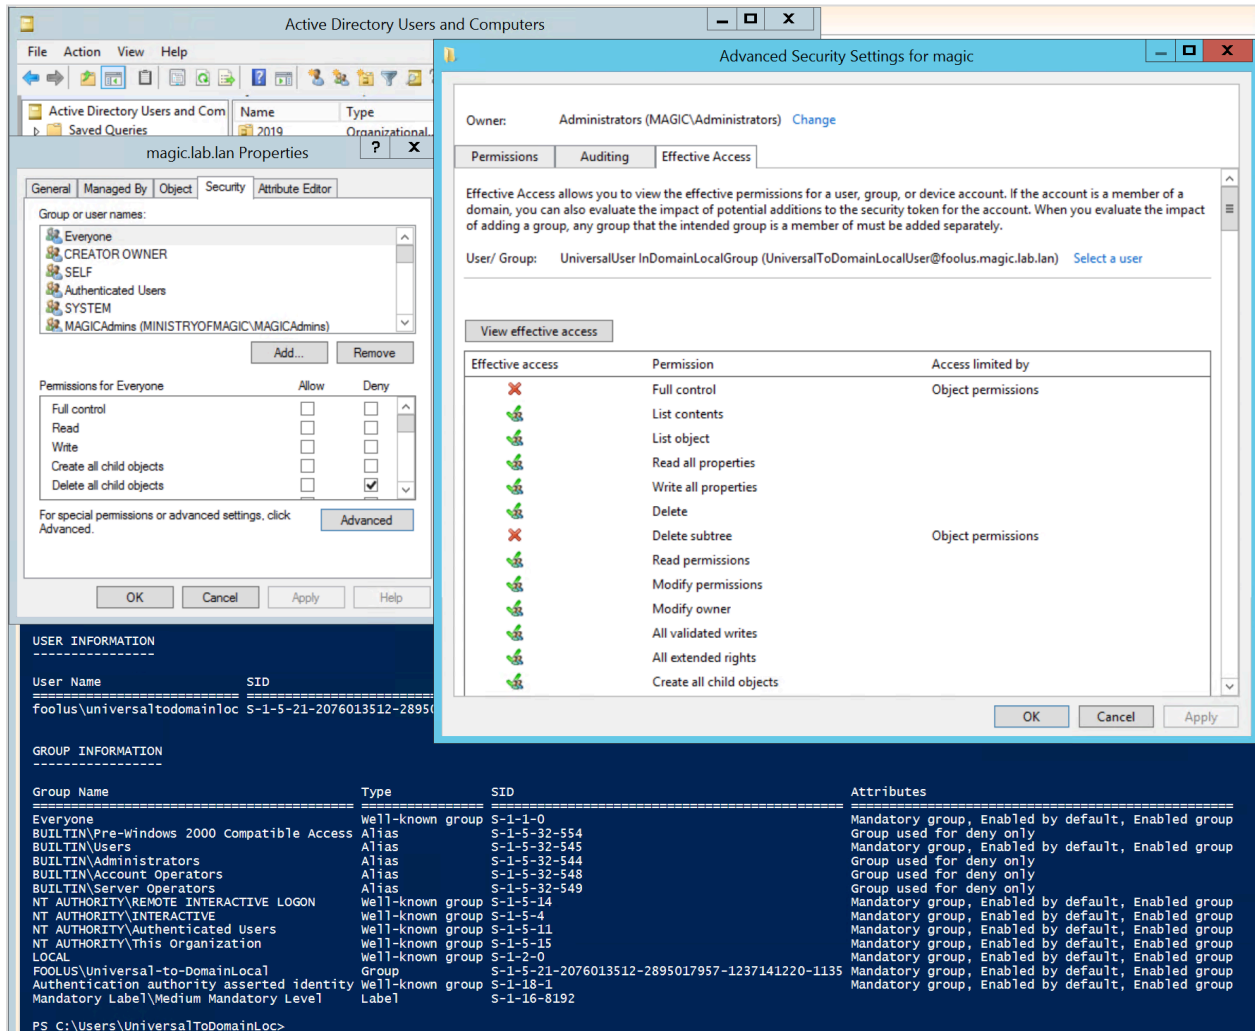 Active Directory Users and Computers
File Action View Help
Active Directory Users and Com
Saved Queries
Name Type
2019 Organizational...
magic.lab.lan Properties
General Managed By Object Security Attribute Editor
Group or user names:
Everyone
CREATOR OWNER
SELF
Authenticated Users
SYSTEM
MAGICAdmins (MINISTRYOFMAGIC\MAGICAdmins)
Add... Remove
Permissions for Everyone Allow Deny
Full control
Read
Write
Create all child objects
Delete all child objects
For special permissions or advanced settings, click
Advanced.
Advanced
OK Cancel Apply Help
Advanced Security Settings for magic
Owner: Administrators (MAGIC\Administrators) Change
Permissions Auditing Effective Access
Effective Access allows you to view the effective permissions for a user, group, or device account. If the account is a member of a
domain, you can also evaluate the impact of potential additions to the security token for the account. When you evaluate the impact
of adding a group, any group that the intended group is a member of must be added separately.
User/ Group: UniversalUser InDomainLocalGroup (UniversalToDomainLocalUser@foolus.magic.lab.lan) Select a user
View effective access
Effective access Permission Access limited by
Full control Object permissions
List contents
List object
Read all properties
Write all properties
Delete
Delete subtree Object permissions
Read permissions
Modify permissions
Modify owner
All validated writes
All extended rights
Create all child objects
OK Cancel Apply
USER INFORMATION
----------------
User Name SID
=========================== =======================
foolus\universaltodomainloc S-1-5-21-2076013512-28950
GROUP INFORMATION
-----------------
Group Name Type SID Attributes
========================================== ================ ============================================== ==================================================
Everyone Well-known group S-1-1-0 Mandatory group, Enabled by default, Enabled group
BUILTIN\Pre-Windows 2000 Compatible Access Alias S-1-5-32-554 Group used for deny only
BUILTIN\Users Alias S-1-5-32-545 Mandatory group, Enabled by default, Enabled group
BUILTIN\Administrators Alias S-1-5-32-544 Group used for deny only
BUILTIN\Account Operators Alias S-1-5-32-548 Group used for deny only
BUILTIN\Server Operators Alias S-1-5-32-549 Group used for deny only
NT AUTHORITY\REMOTE INTERACTIVE LOGON Well-known group S-1-5-14 Mandatory group, Enabled by default, Enabled group
NT AUTHORITY\INTERACTIVE Well-known group S-1-5-4 Mandatory group, Enabled by default, Enabled group
NT AUTHORITY\Authenticated Users Well-known group S-1-5-11 Mandatory group, Enabled by default, Enabled group
NT AUTHORITY\This Organization Well-known group S-1-5-15 Mandatory group, Enabled by default, Enabled group
LOCAL Well-known group S-1-2-0 Mandatory group, Enabled by default, Enabled group
FOOLUS\Universal-to-DomainLocal Group S-1-5-21-2076013512-2895017957-1237141220-1135 Mandatory group, Enabled by default, Enabled group
Authentication authority asserted identity Well-known group S-1-18-1 Mandatory group, Enabled by default, Enabled group
Mandatory Label\Medium Mandatory Level Label S-1-16-8192
PS C:\Users\UniversalToDomainLoc>